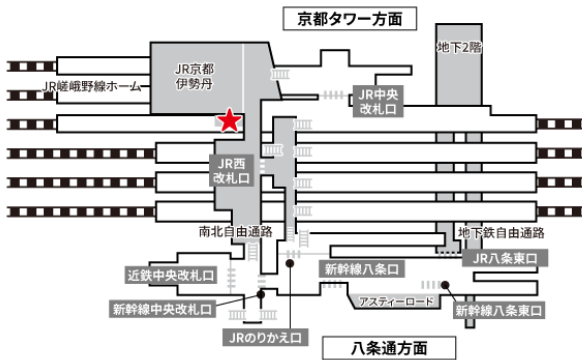 京都タワー方面
地下2階
JR京都
伊勢丹
JR嵯峨野線ホーム
JR中央
改札口
JR西
改札口
南北自由通路
地下鉄自由通路
JR八条東口
新幹線八条口
近鉄中央改札口
アスティーロード
新幹線中央改札口
新幹線八条東口
JRのりかえ口
八条通方面